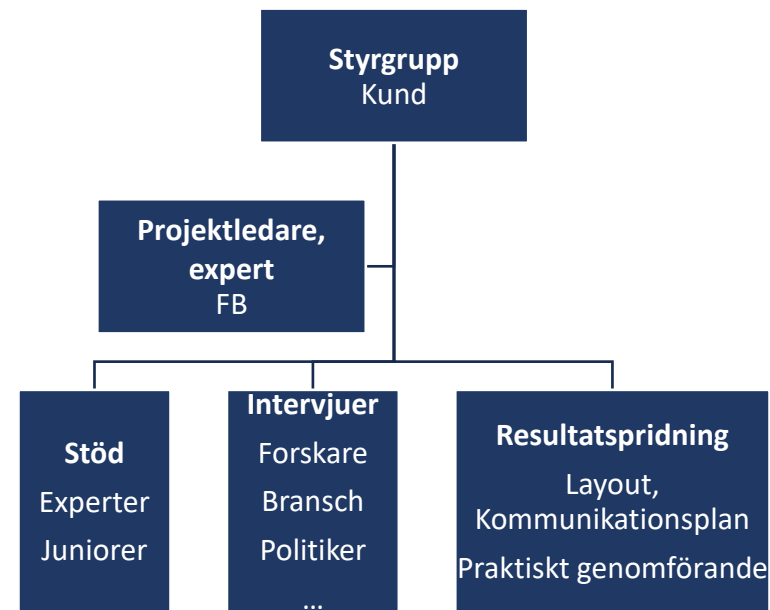 Styrgrupp
Kund
Projektledare,
expert
FB
Stöd
Experter
Juniorer
Intervjuer
Forskare
Bransch
Politiker
...
Resultatspridning
Layout,
Kommunikationsplan
Praktiskt genomförande